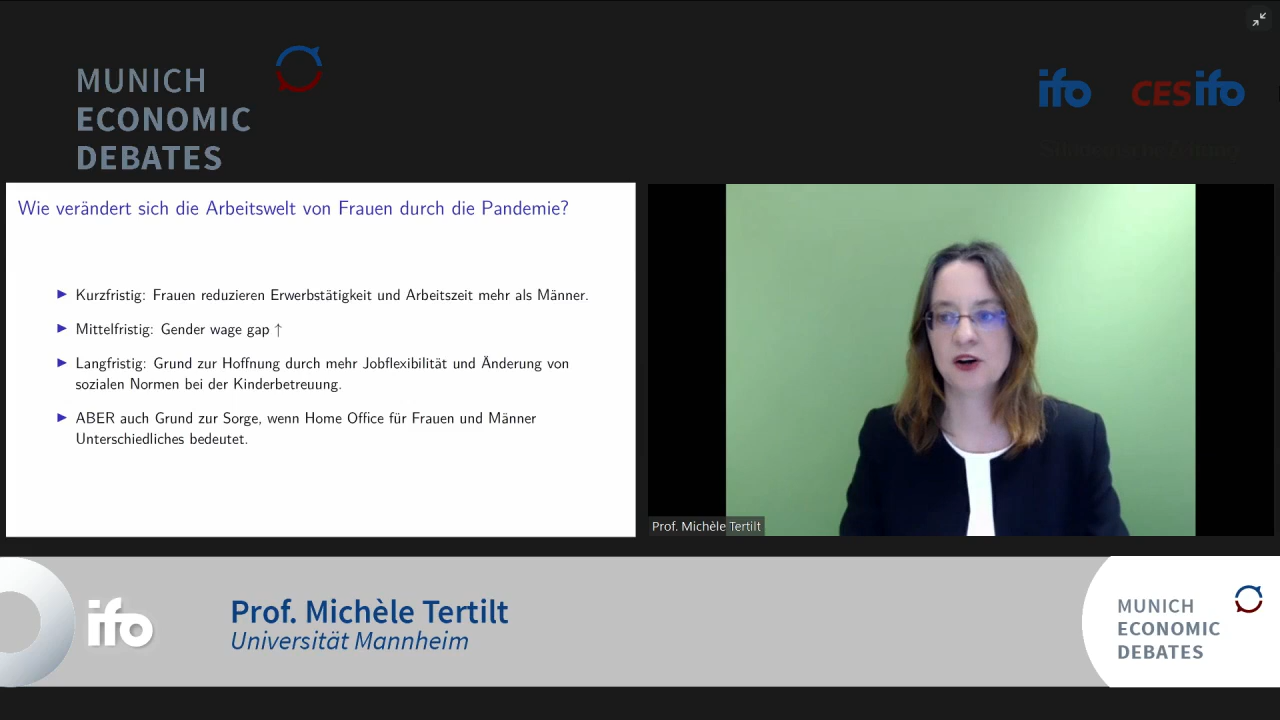 MUNICH
ECONOMIC
DEBATES
ifo
CESifo
Wie verändert sich die Arbeitswelt von Frauen durch die Pandemie?
Kurzfristig: Frauen reduzieren Erwerbstätigkeit und Arbeitszeit mehr als Männer.
Mittelfristig: Gender wage gap ↑
Langfristig: Grund zur Hoffnung durch mehr Jobflexibilität und Änderung von
sozialen Normen bei der Kinderbetreuung.
ABER auch Grund zur Sorge, wenn Home Office für Frauen und Männer
Unterschiedliches bedeutet.
Prof. Michèle Tertilt
ifo
Prof. Michèle Tertilt
Universität Mannheim
MUNICH
ECONOMIC
DEBATES